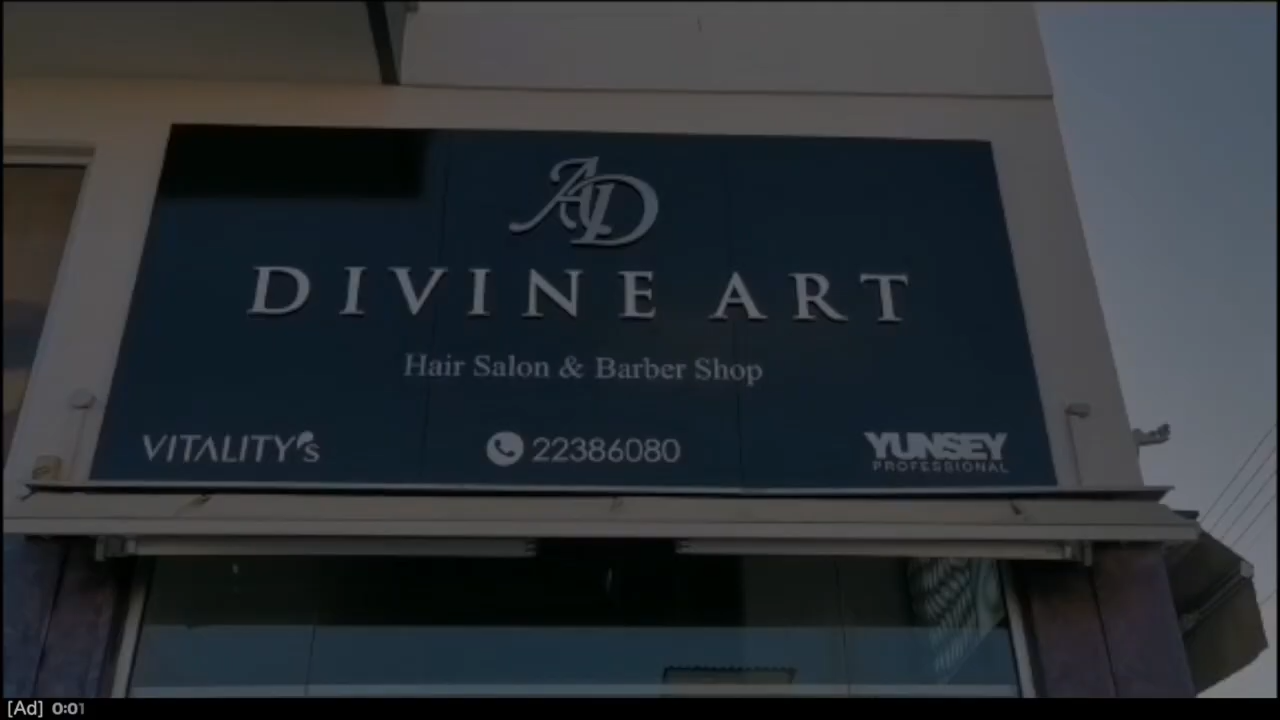 AD
DIVINE ART
Hair Salon & Barber Shop
VITALITY's
22386080
YUNSEY
PROFESSIONAL
[Ad] 0:01